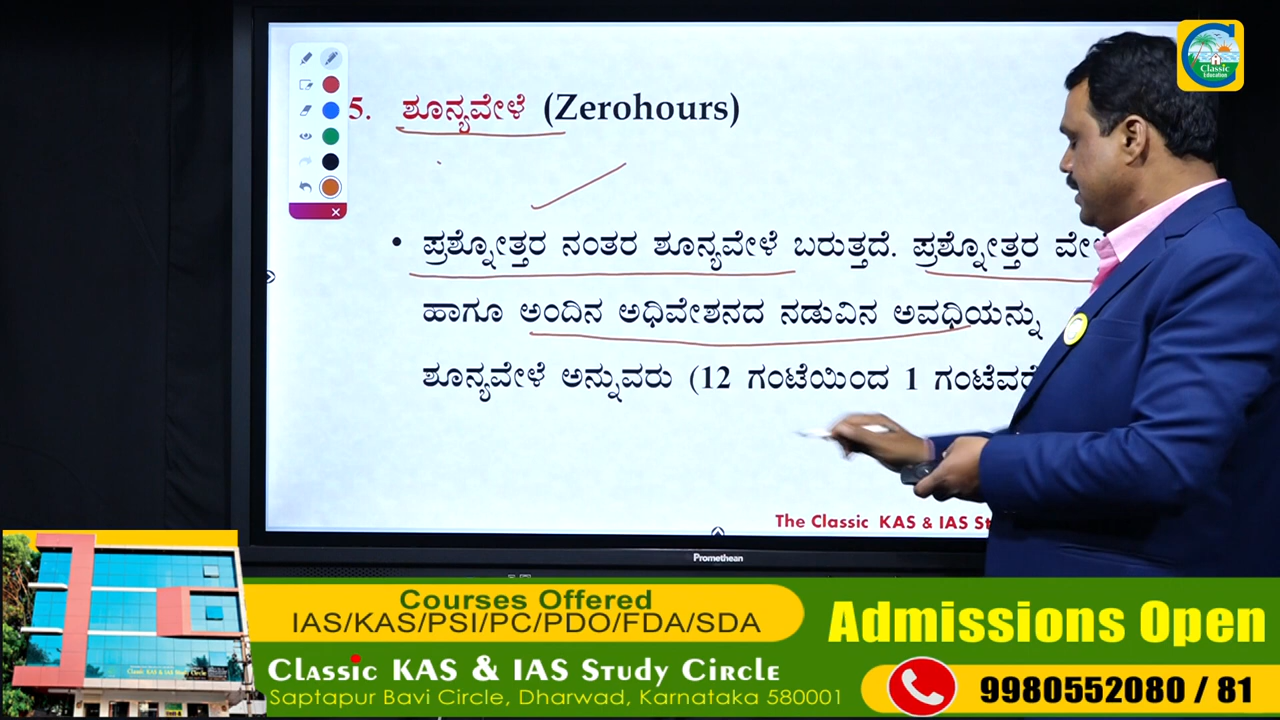 Classic
Education
5. ಶೂನ್ಯವೇಳೆ (Zerohours)
• ಪ್ರಶ್ನೋತ್ತರ ನಂತರ ಶೂನ್ಯವೇಳೆ ಬರುತ್ತದೆ. ಪ್ರಶ್ನೋತ್ತರ
ಹಾಗೂ ಅಂದಿನ ಅಧಿವೇಶನದ ನಡುವಿನ ಅವಧಿಯನ್ನು
ಶೂನ್ಯವೇಳೆ ಅನ್ನುವರು (12 ಗಂಟೆಯಿಂದ 1
The Classic KAS & IAS
Promethean
Courses Offered
IAS/KAS/PSI/PC/PDO/FDA/SDA
Admissions Open
Classic KAS & IAS Study Circle
Saptapur Bavi Circle, Dharwad, Karnataka 580001
9980552080 / 81